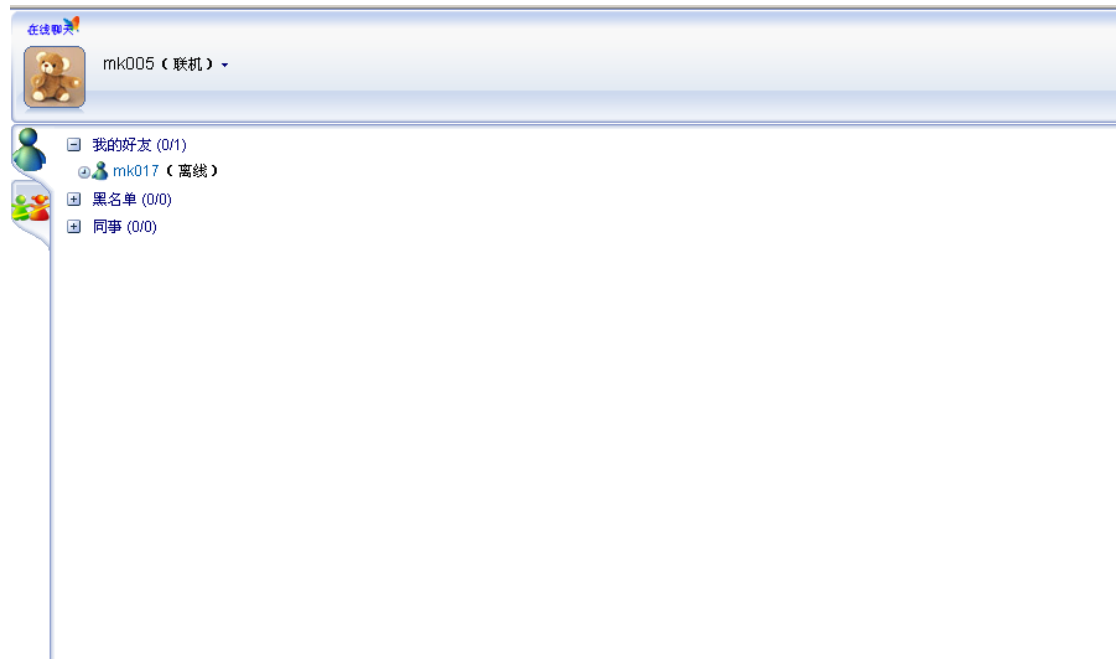 在线聊天
mk005（联机）
我的好友 (0/1)
mk017（离线）
黑名单 (0/0)
同事 (0/0)